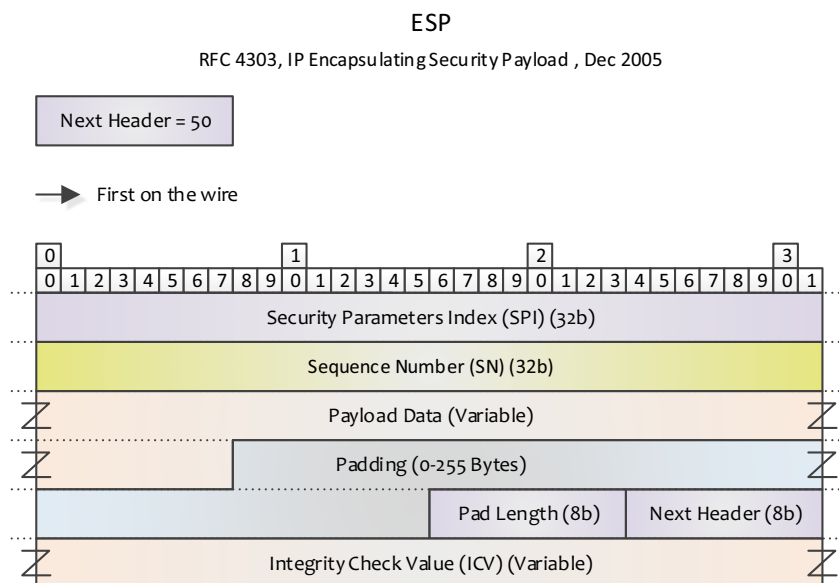 ESP
RFC 4303, IP Encapsulating Security Payload , Dec 2005
Next Header = 50
First on the wire
0 1 2 3
0 1 2 3 4 5 6 7 8 9 0 1 2 3 4 5 6 7 8 9 0 1 2 3 4 5 6 7 8 9 0 1
Security Parameters Index (SPI) (32b)
Sequence Number (SN) (32b)
Payload Data (Variable)
Padding (0-255 Bytes)
Pad Length (8b) Next Header (8b)
Integrity Check Value (ICV) (Variable)